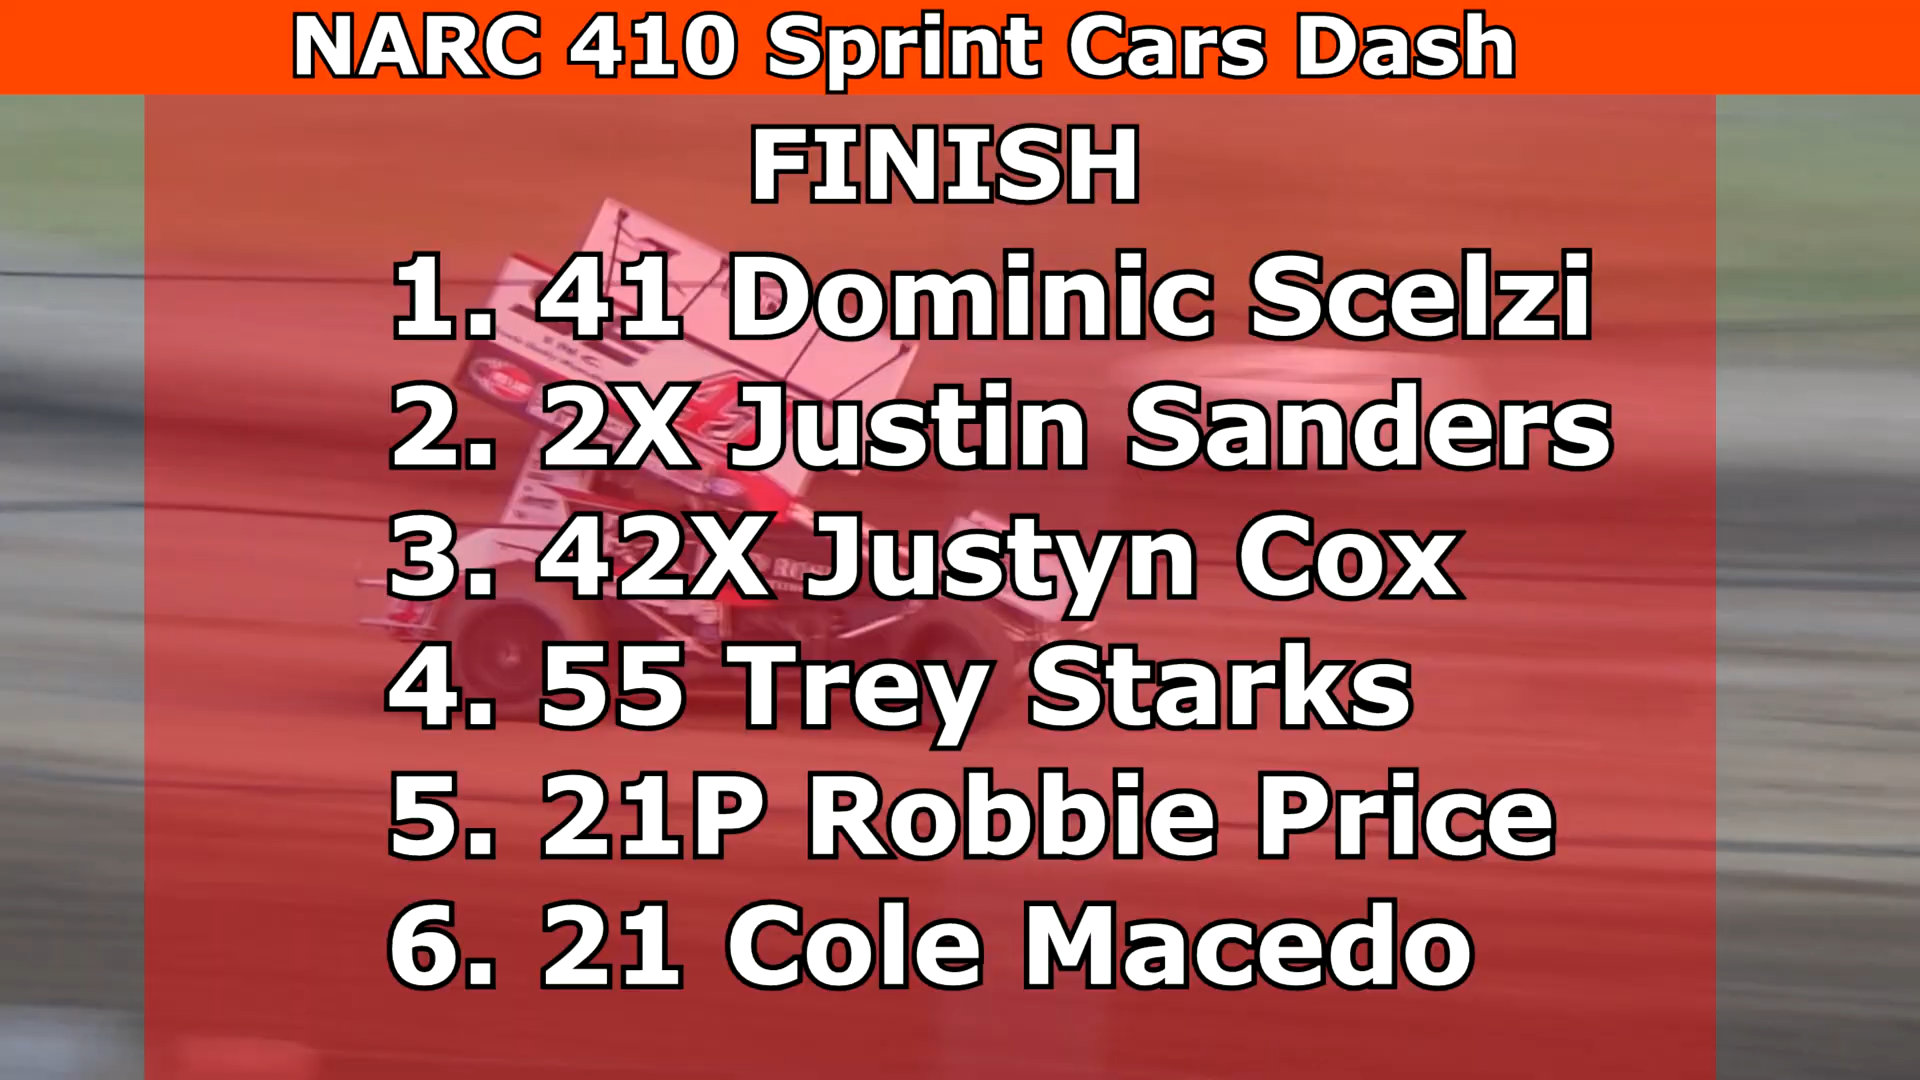 NARC 410 Sprint Cars Dash
FINISH
1. 41 Dominic Scelzi
2. 2X Justin Sanders
3. 42X Justyn Cox
4. 55 Trey Starks
5. 21P Robbie Price
6. 21 Cole Macedo